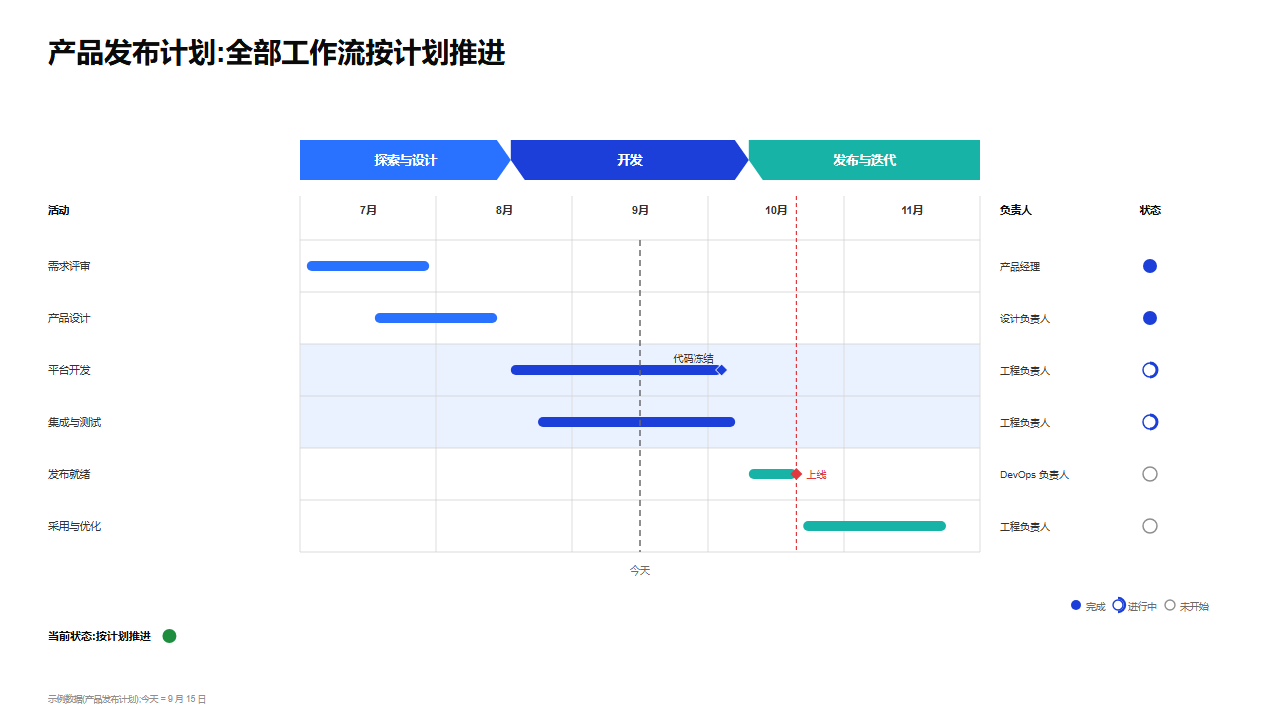 产品发布计划:全部工作流按计划推进
探索与设计
开发
发布与迭代
活动
7月
8月
9月
10月
11月
负责人
状态
需求评审
产品经理
产品设计
设计负责人
代码冻结
平台开发
工程负责人
集成与测试
工程负责人
发布就绪
上线
DevOps 负责人
采用与优化
工程负责人
今天
完成
进行中
未开始
当前状态:按计划推进
示例数据(产品发布计划);今天 = 9 月 15 日